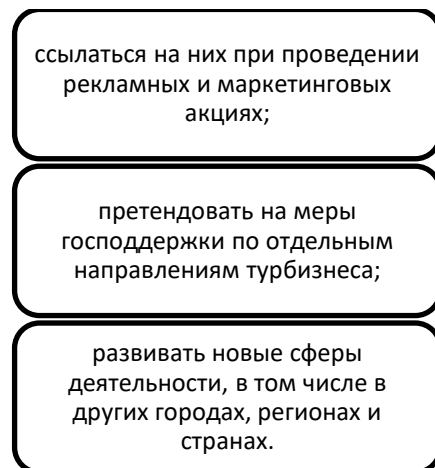 ссылаться на них при проведении
рекламных и маркетинговых
акциях;
претендовать на меры
господдержки по отдельным
направлениям турбизнеса;
развивать новые сферы
деятельности, в том числе в
других городах, регионах и
странах.